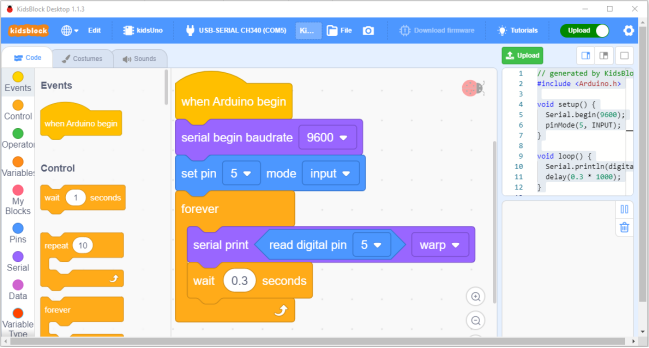 KidsBlock Desktop 1.1.3
kidsblock
Edit
kidsUno
USB-SERIAL CH340 (COM5)
Ki...
File
Download firmware
Tutorials
Upload
Code
Costumes
Sounds
Upload
Events
Control
Operator
Variables
My
Blocks
Pins
Serial
Data
Variable
Type
Events
when Arduino begin
Control
wait 1 seconds
repeat 10
forever
when Arduino begin
serial begin baudrate 9600
set pin 5 mode input
forever
serial print read digital pin 5 warp
wait 0.3 seconds
1 // generated by KidsBlo
2 #include <Arduino.h>
3
4 void setup() {
5 Serial.begin(9600);
6 pinMode(5, INPUT);
7 }
8
9 void loop() {
10 Serial.println(digita
11 delay(0.3 * 1000);
12 }